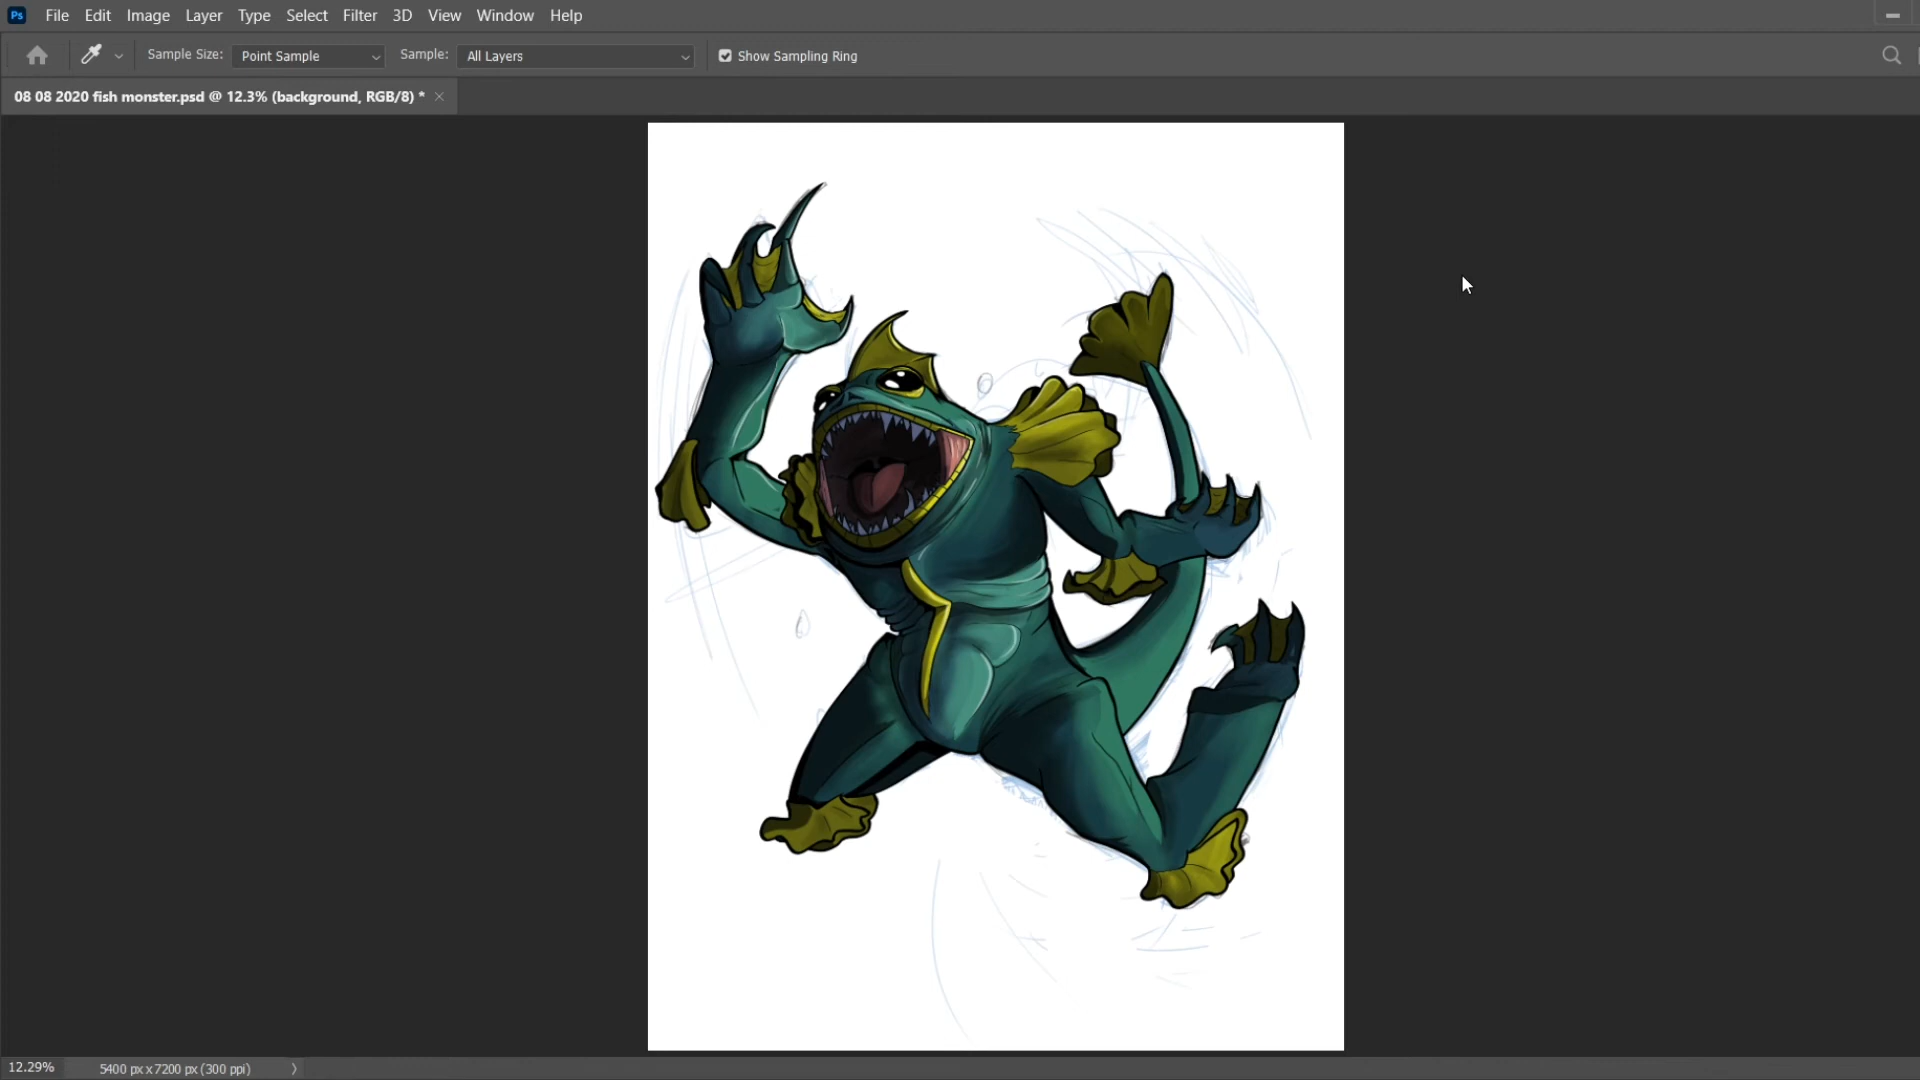 Ps File Edit Image Layer Type Select Filter 3D View Window Help
Sample Size: Point Sample Sample: All Layers Show Sampling Ring
08 08 2020 fish monster.psd @ 12.3% (background, RGB/8) *
12.29% 5400 px x 7200 px (300 ppi)